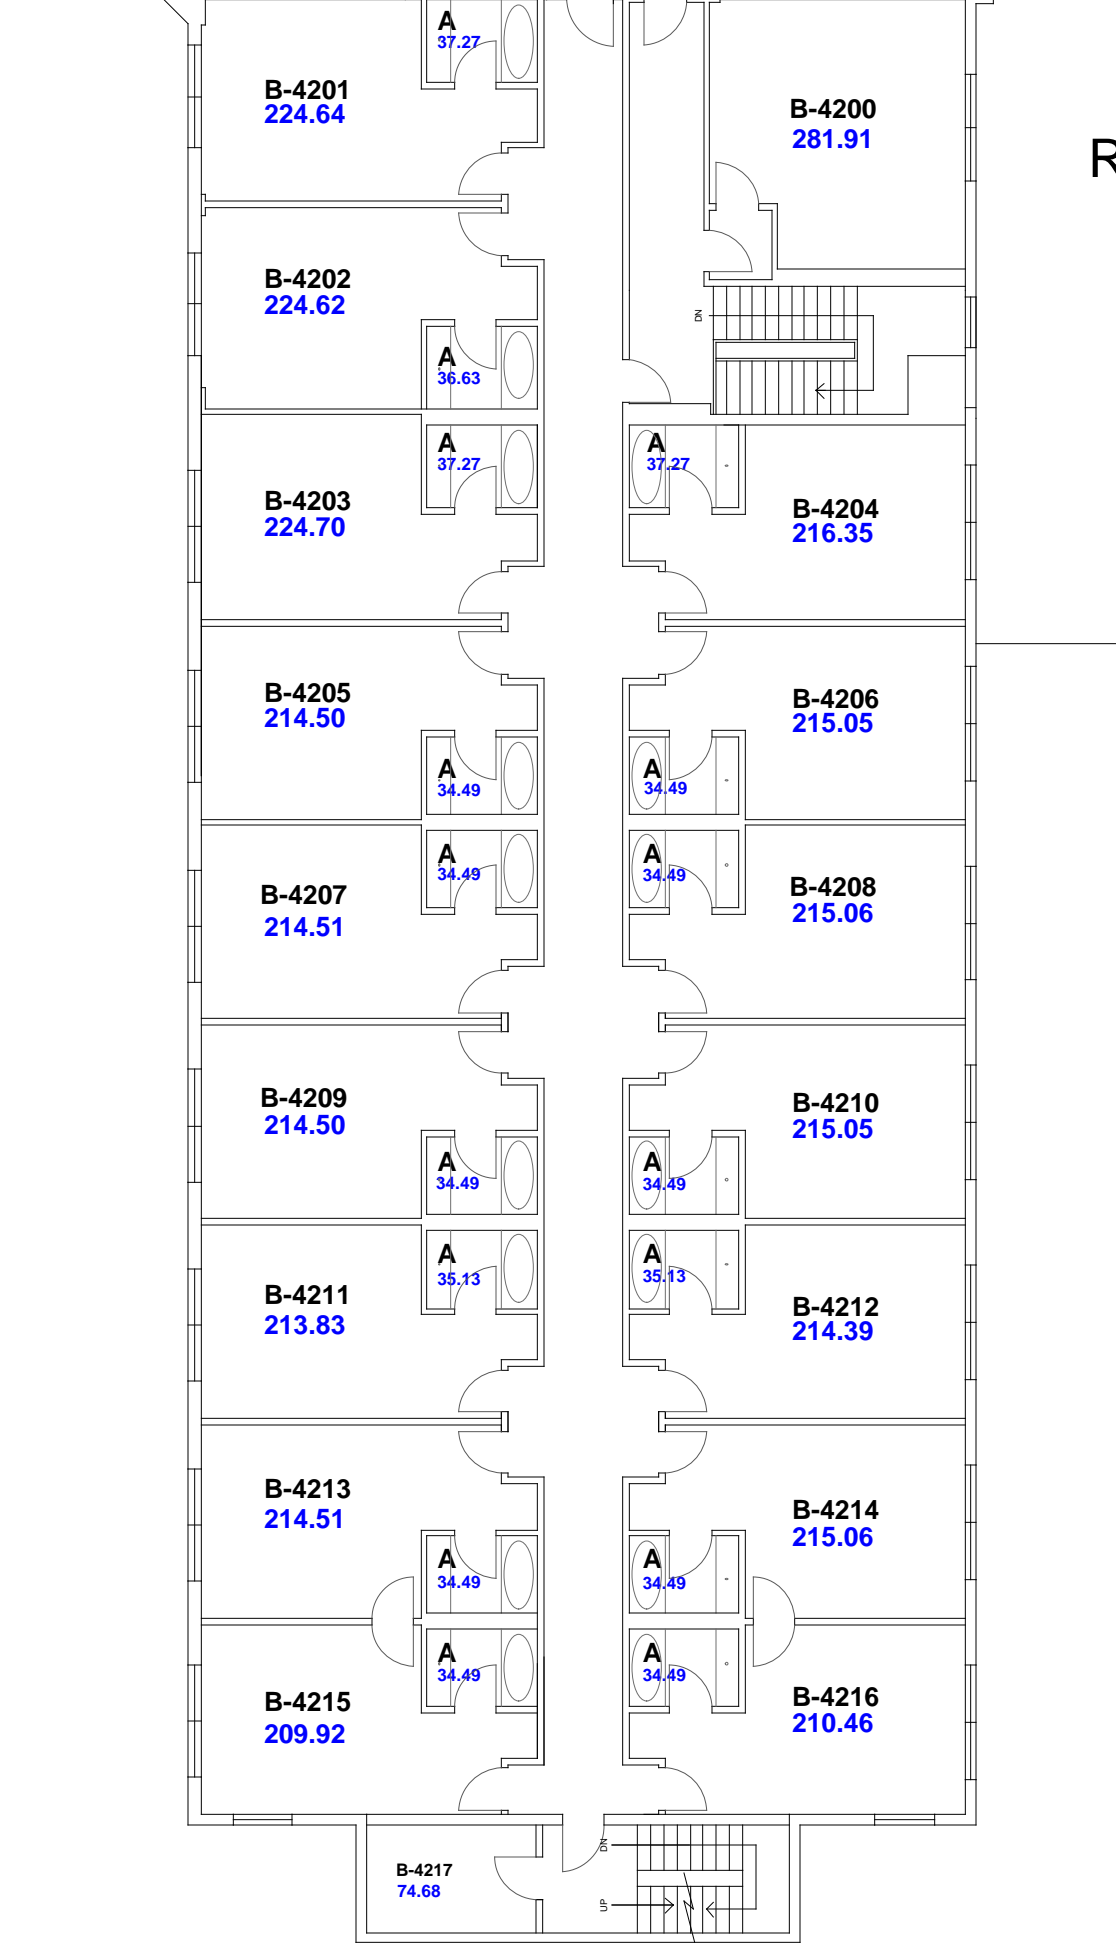 A
37.27
B-4201
224.64
B-4200
281.91
R
B-4202
224.62
A
36.63
DN
A
37.27
A
37.27
B-4203
224.70
B-4204
216.35
B-4205
214.50
B-4206
215.05
A
34.49
A
34.49
A
34.49
A
34.49
B-4207
214.51
B-4208
215.06
B-4209
214.50
B-4210
215.05
A
34.49
A
34.49
A
35.13
A
35.13
B-4211
213.83
B-4212
214.39
B-4213
214.51
B-4214
215.06
A
34.49
A
34.49
A
34.49
A
34.49
B-4215
209.92
B-4216
210.46
DN
B-4217
74.68
UP